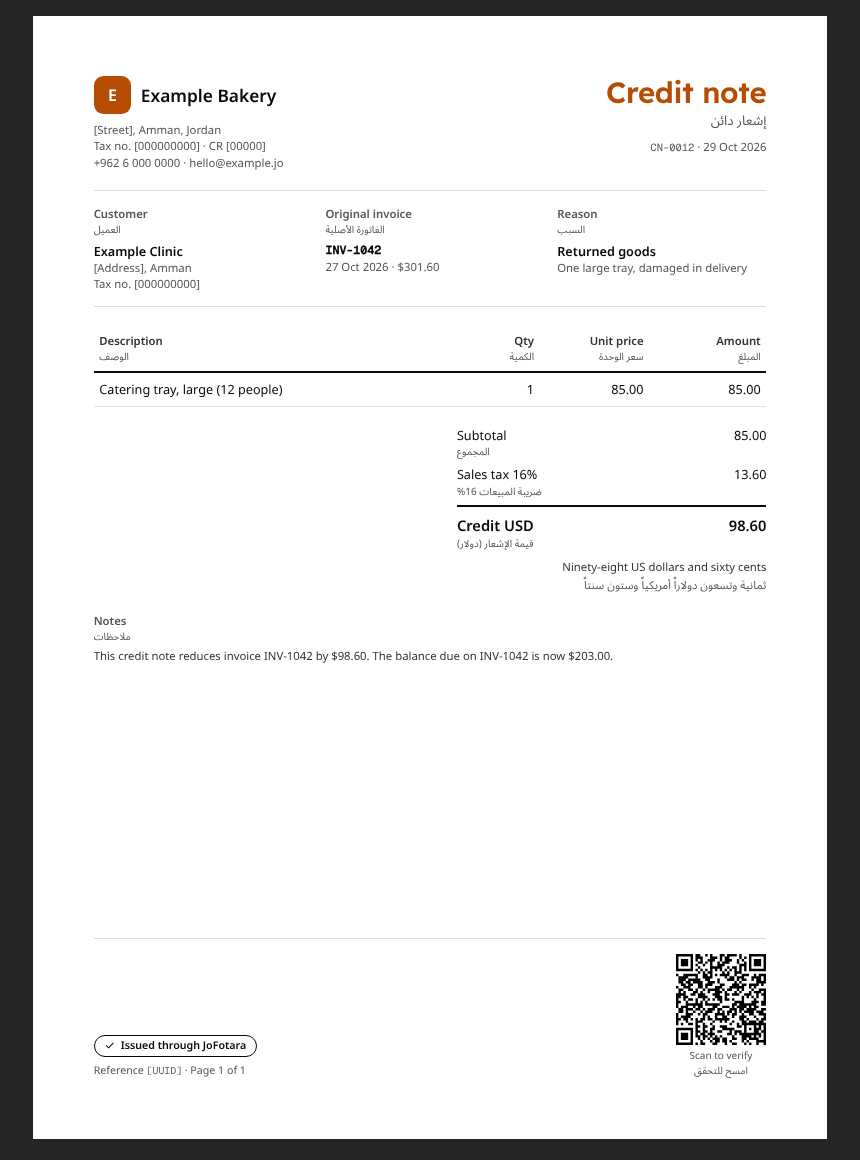 E
Example Bakery
[Street], Amman, Jordan
Tax no. [000000000] · CR [00000]
+962 6 000 0000 · hello@example.jo
Credit note
إشعار دائن
CN-0012 · 29 Oct 2026
Customer
العميل
Example Clinic
[Address], Amman
Tax no. [000000000]
Original invoice
الفاتورة الأصلية
INV-1042
27 Oct 2026 · $301.60
Reason
السبب
Returned goods
One large tray, damaged in delivery
Description Qty Unit price Amount
الوصف الكمية سعر الوحدة المبلغ
Catering tray, large (12 people) 1 85.00 85.00
Subtotal 85.00
المجموع
Sales tax 16% 13.60
ضريبة المبيعات 16%
Credit USD 98.60
قيمة الإشعار (دولار)
Ninety-eight US dollars and sixty cents
ثمانية وتسعون دولاراً أمريكياً وستون سنتاً
Notes
ملاحظات
This credit note reduces invoice INV-1042 by $98.60. The balance due on INV-1042 is now $203.00.
Issued through JoFotara
Reference [UUID] · Page 1 of 1
Scan to verify
امسح للتحقق